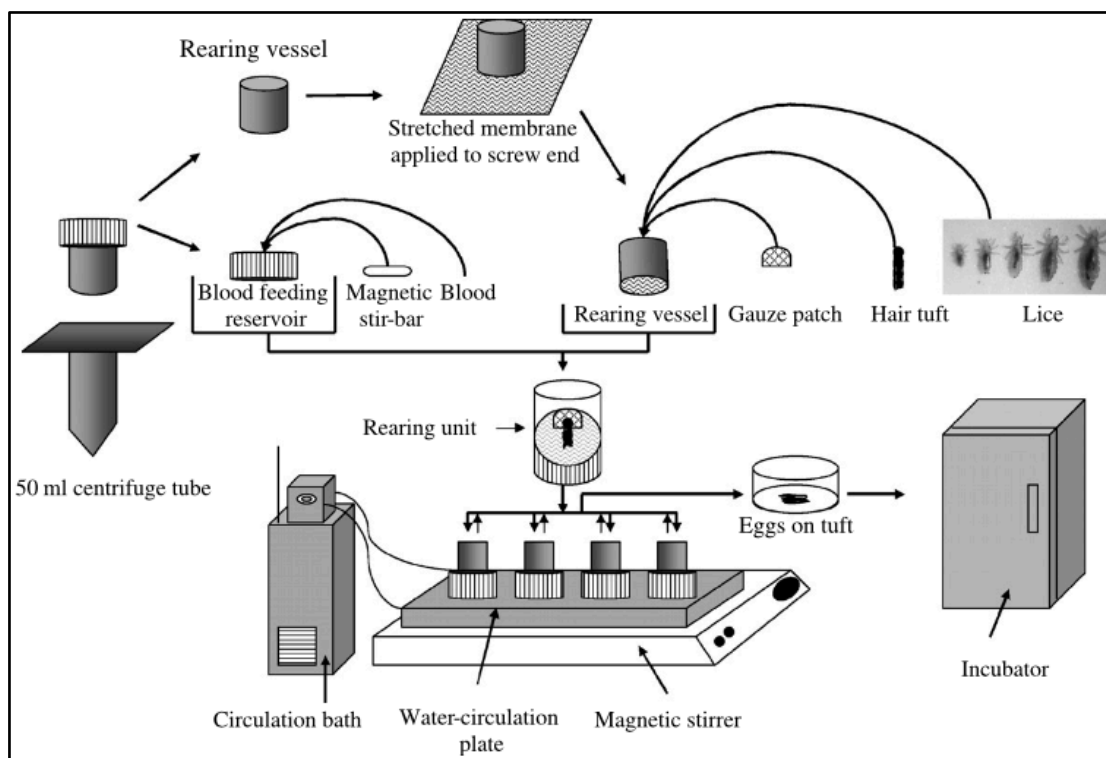 Rearing vessel
Stretched membrane
applied to screw end
Blood feeding
reservoir
Magnetic
stir-bar
Blood
Rearing vessel
Gauze patch
Hair tuft
Lice
50 ml centrifuge tube
Rearing unit
Eggs on tuft
Incubator
Circulation bath
Water-circulation
plate
Magnetic stirrer